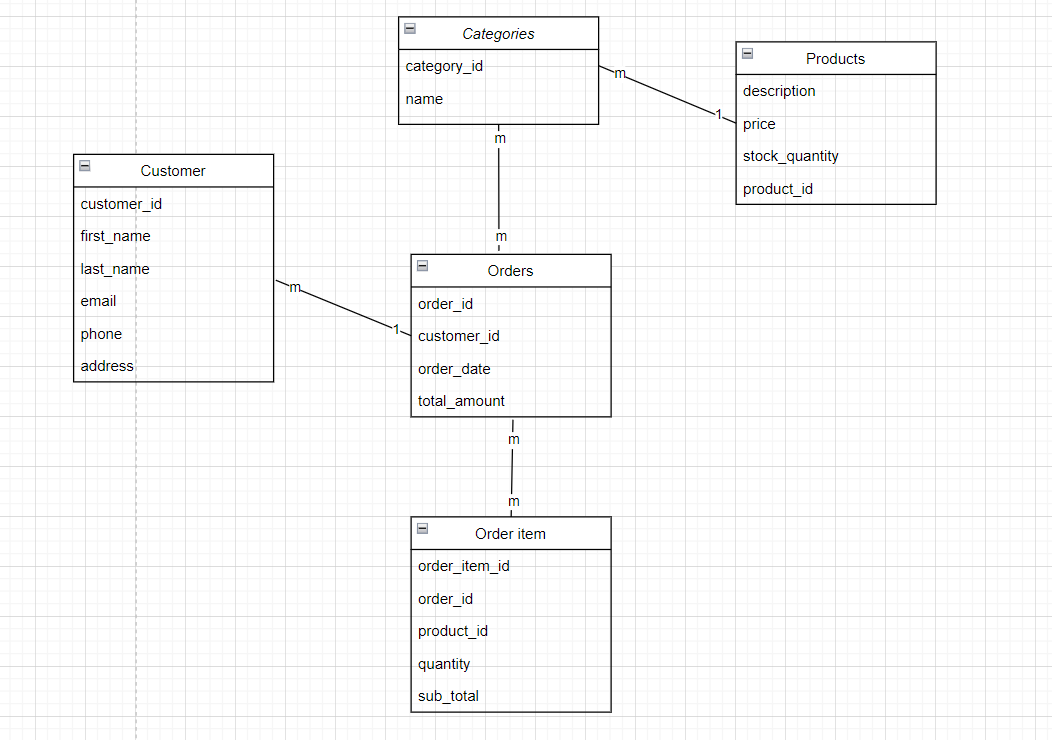 Categories
category_id
name
m
1
Products
description
price
stock_quantity
product_id
m
m
Customer
customer_id
first_name
last_name
email
phone
address
m
1
Orders
order_id
customer_id
order_date
total_amount
m
m
Order item
order_item_id
order_id
product_id
quantity
sub_total